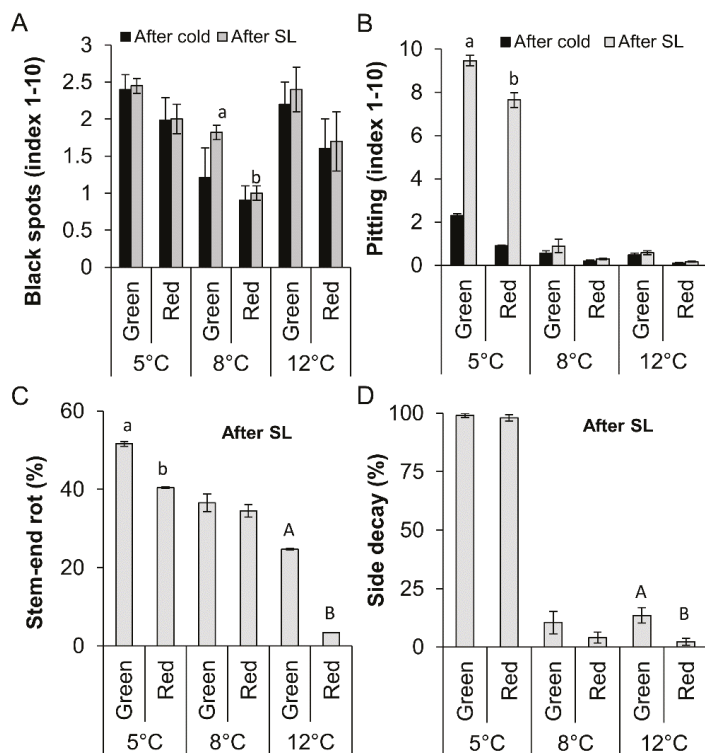 A
After cold After SL
Black spots (index 1-10)
3
2.5
2
1.5
1
0.5
0
a
b
Green Red Green Red Green Red
5°C 8°C 12°C
B
After cold After SL
Pitting (index 1-10)
10
8
6
4
2
0
a
b
Green Red Green Red Green Red
5°C 8°C 12°C
C
After SL
Stem-end rot (%)
60
40
20
0
a
b
A
B
Green Red Green Red Green Red
5°C 8°C 12°C
D
After SL
Side decay (%)
100
75
50
25
0
A
B
Green Red Green Red Green Red
5°C 8°C 12°C